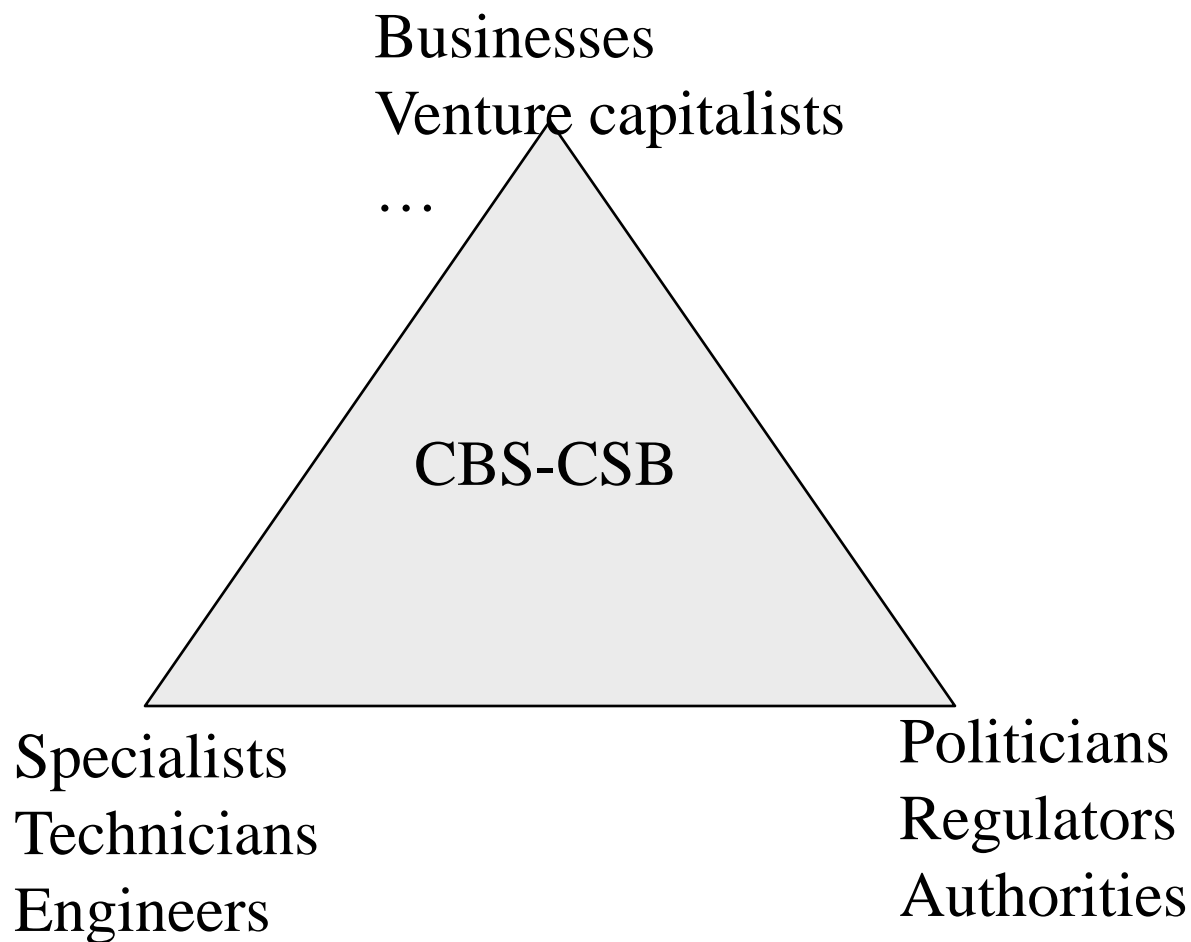 Businesses
Venture capitalists
…
CBS-CSB
Specialists
Technicians
Engineers
Politicians
Regulators
Authorities